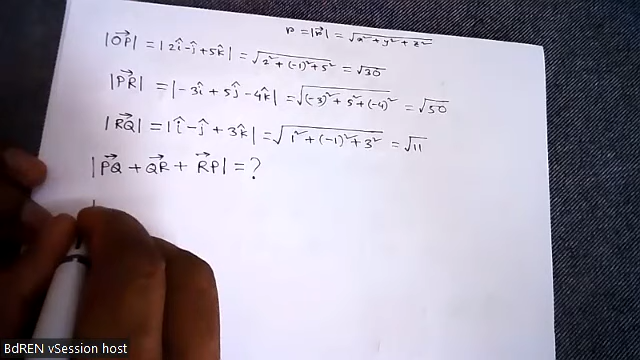 r = |r⃗| = √x² + y² + z²
|OP⃗| = |2î - ĵ + 5k̂| = √2² + (-1)² + 5² = √30
|PR⃗| = |-3î + 5ĵ - 4k̂| = √(-3)² + 5² + (-4)² = √50
|RQ⃗| = |î - ĵ + 3k̂| = √1² + (-1)² + 3² = √11
|PQ⃗ + QR⃗ + RP⃗| = ?
BdREN vSession host